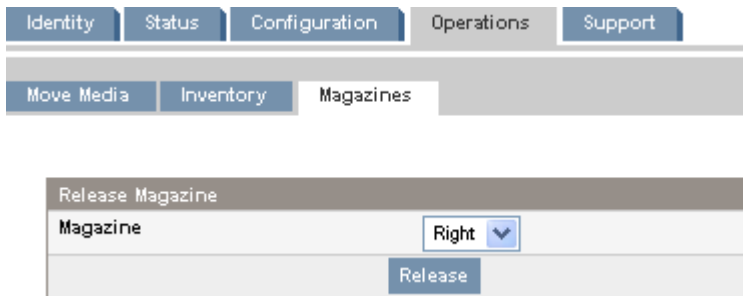 Identity Status Configuration Operations Support
Move Media Inventory Magazines
Release Magazine
Magazine Right
Release